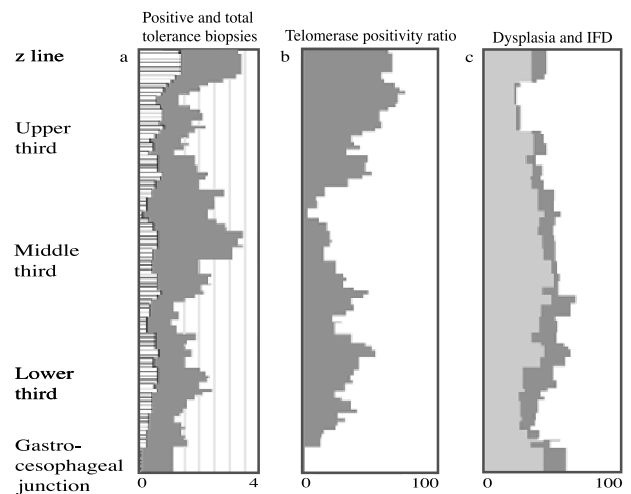 Positive and total
tolerance biopsies
Telomerase positivity ratio
Dysplasia and IFD
z line
a
b
c
Upper
third
Middle
third
Lower
third
Gastro-
cesophageal
junction
0
4
0
100
0
100